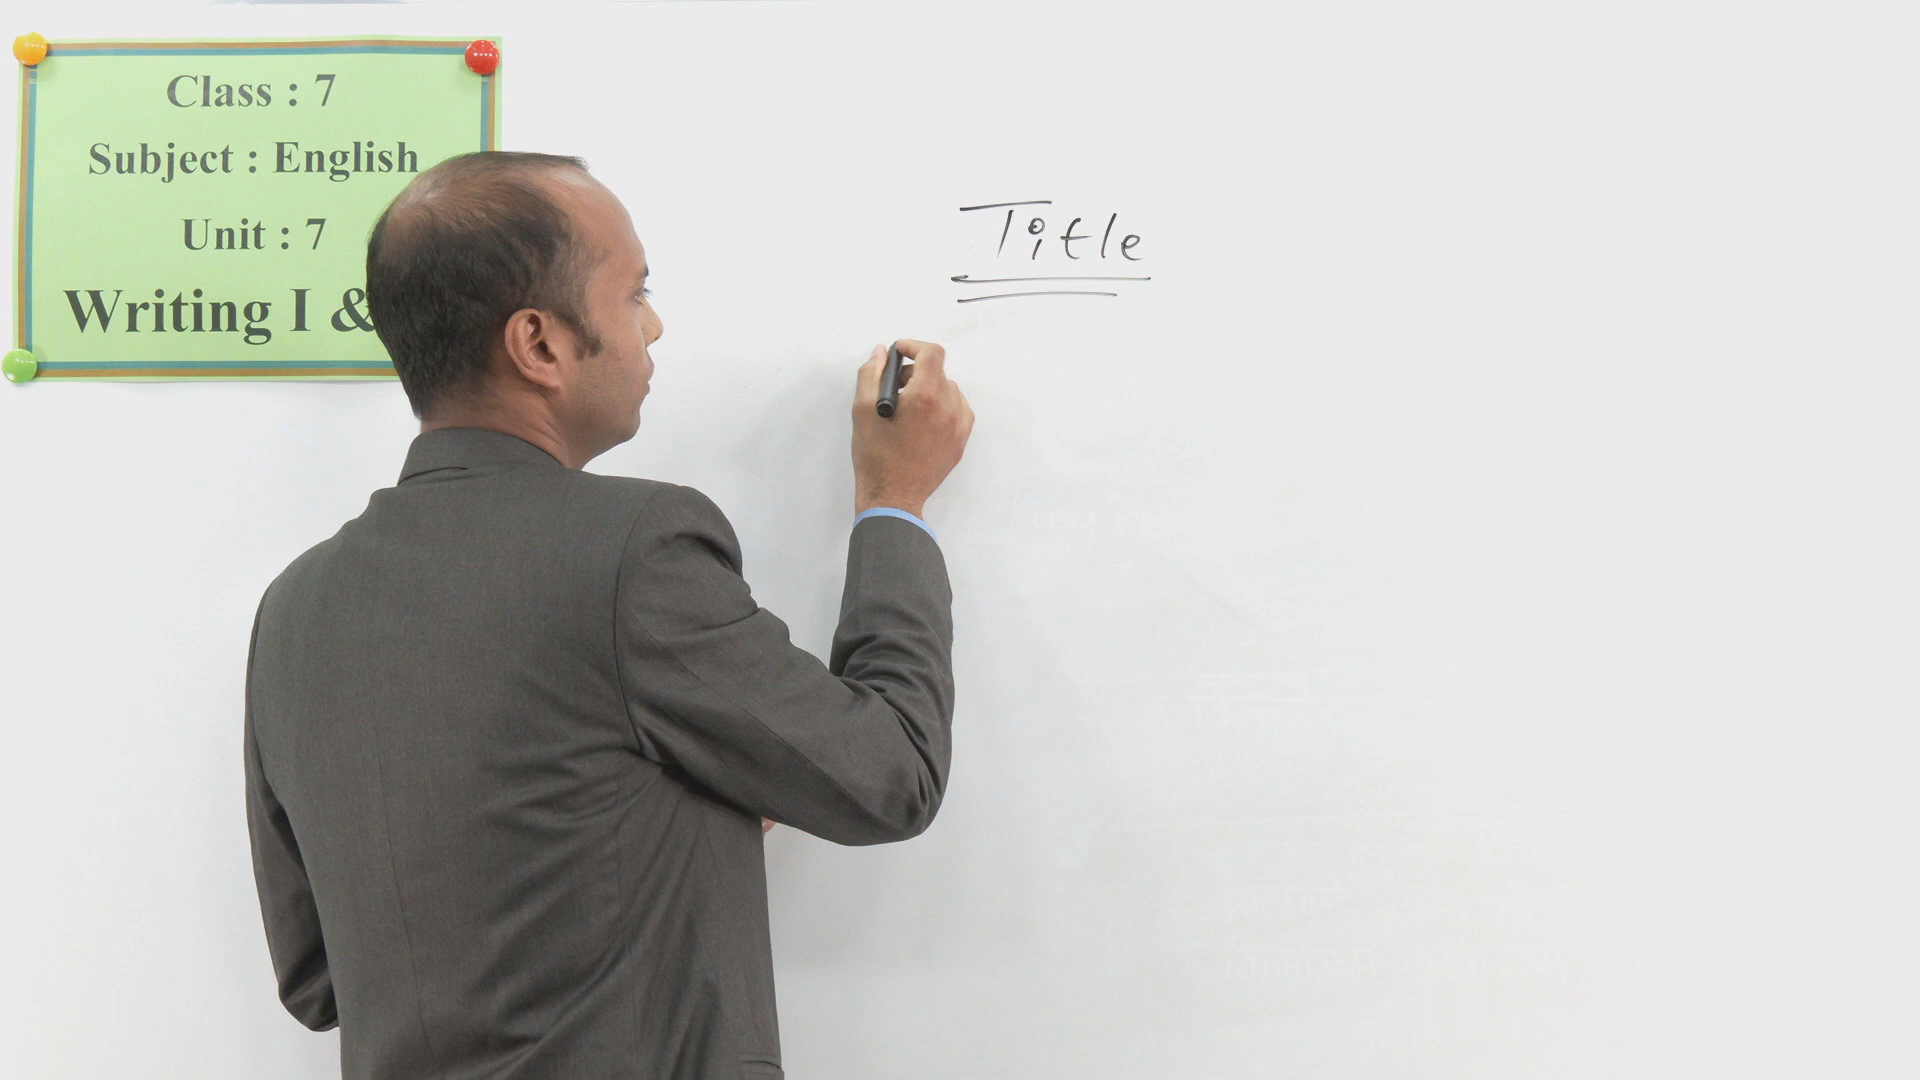 Class : 7
Subject : English
Unit : 7
Writing I &
Title